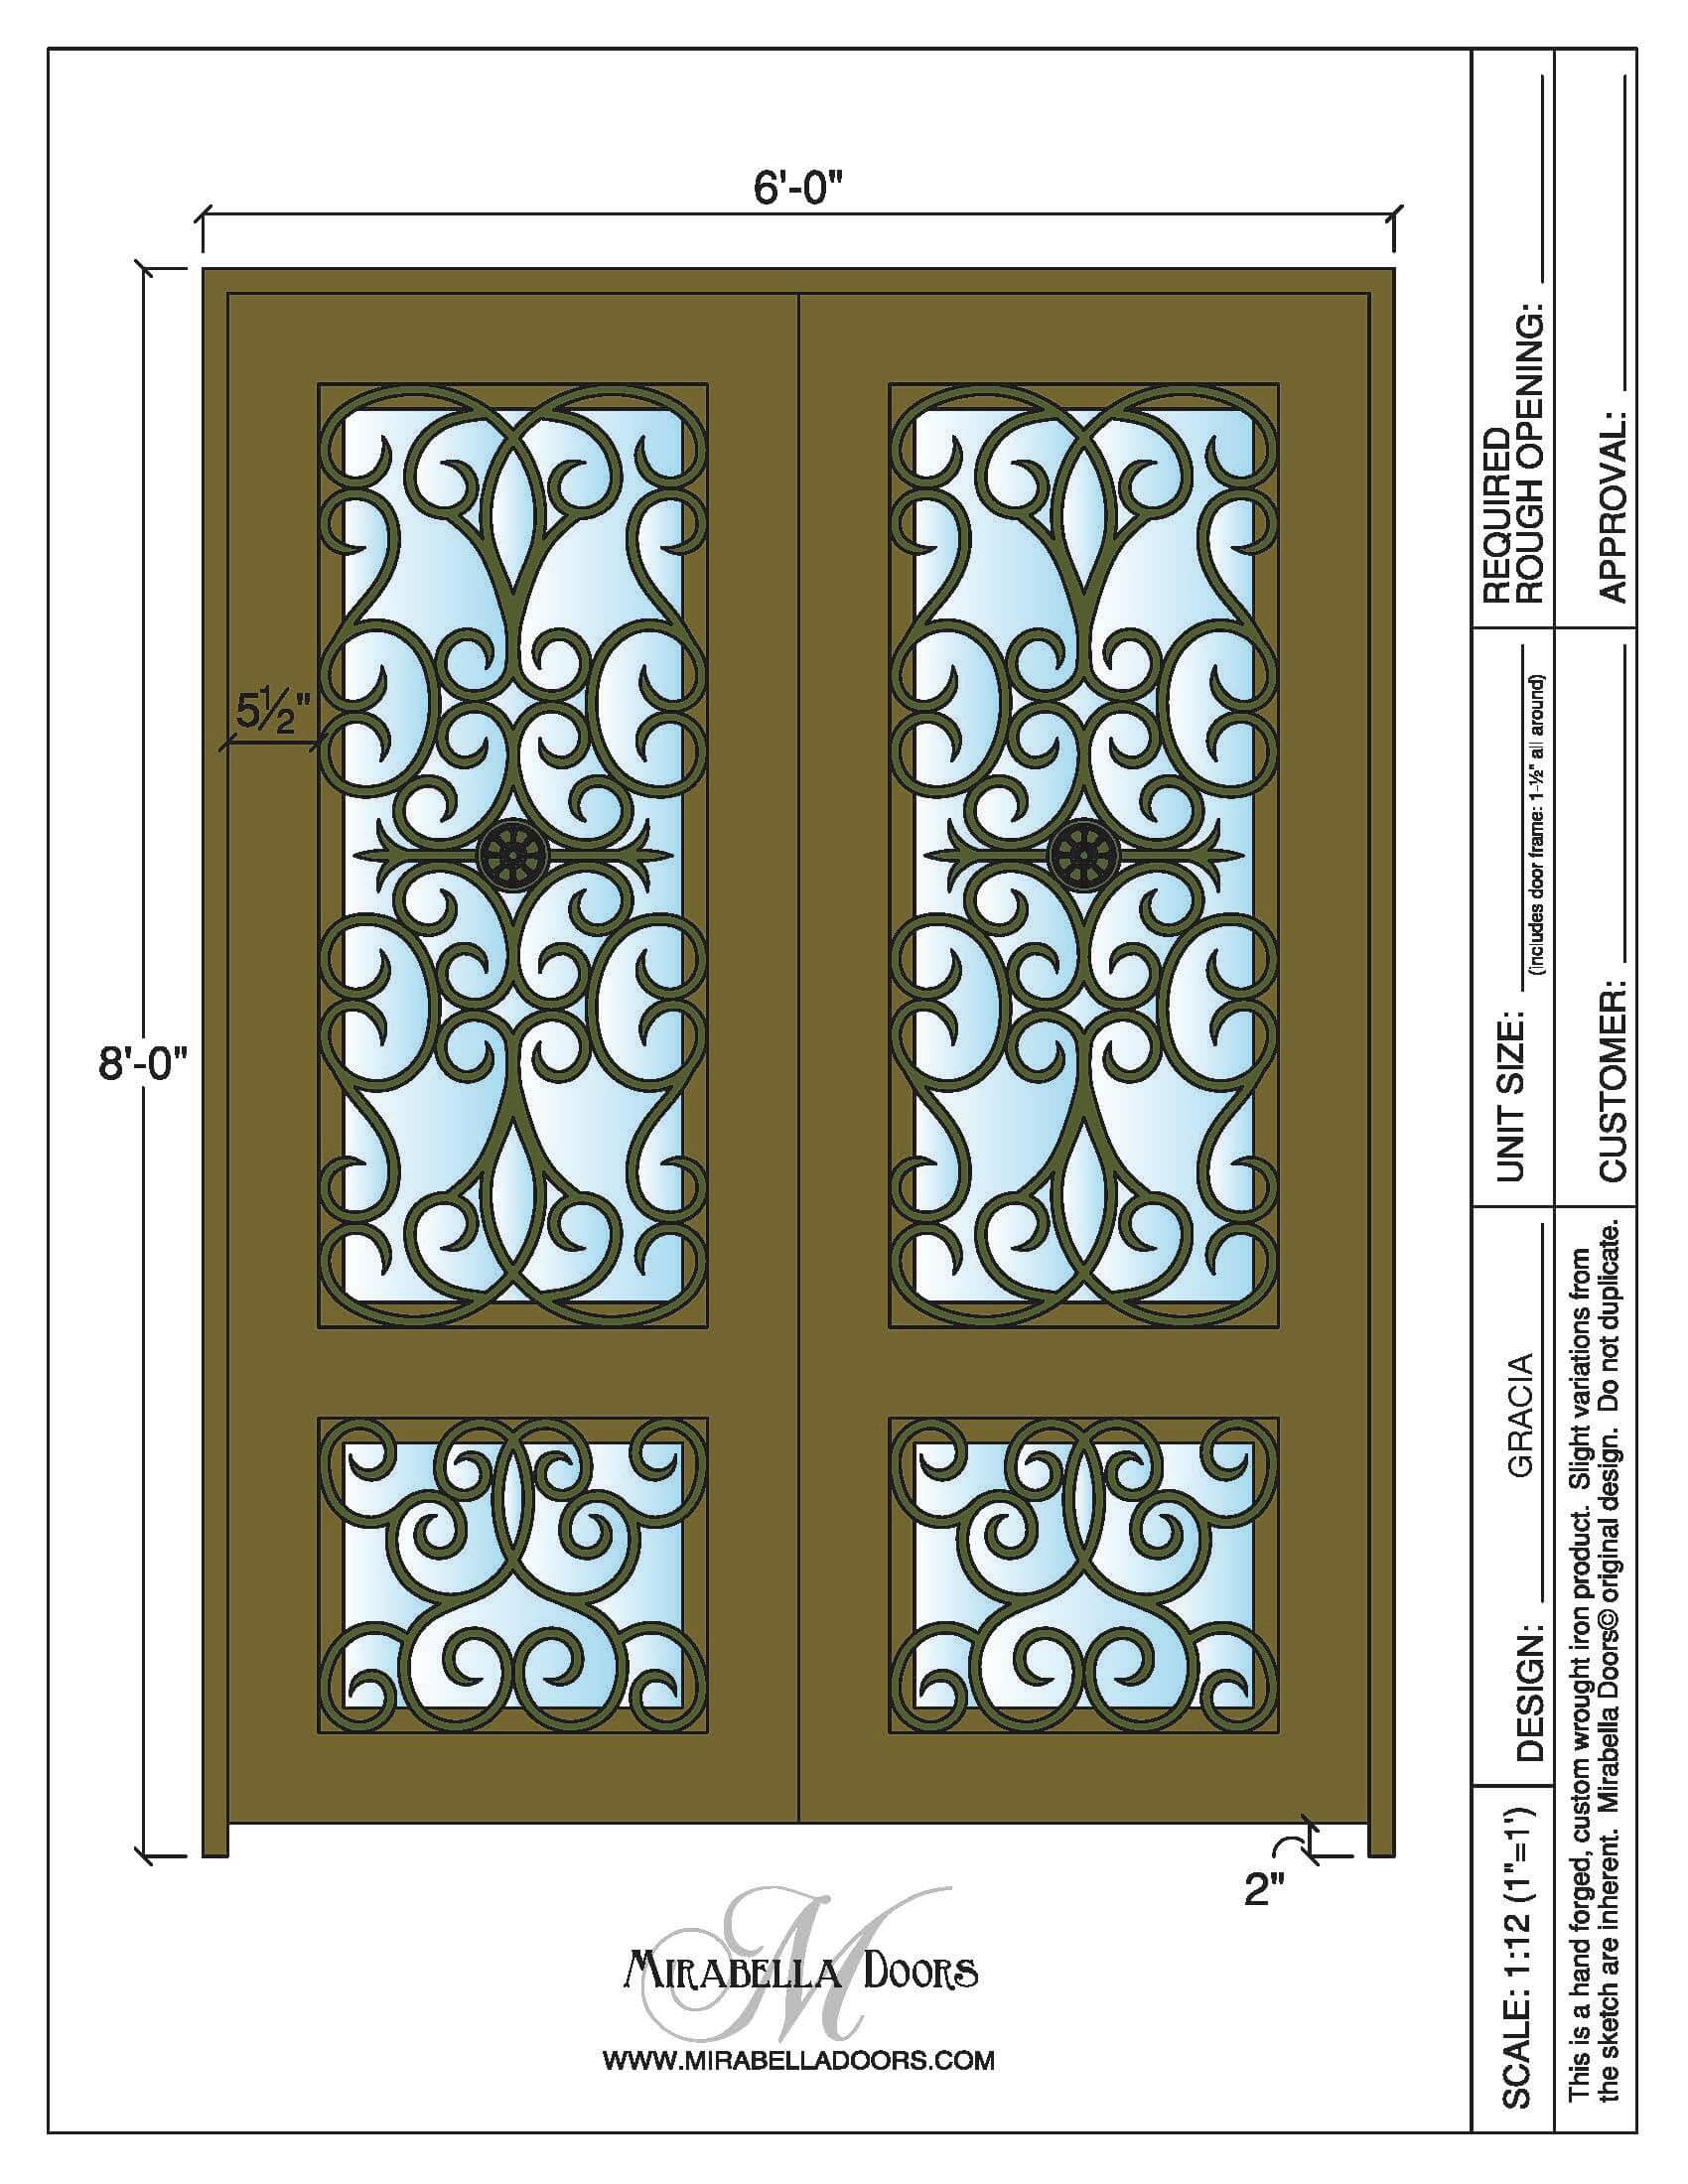 6'-0"
5½"
8'-0"
2"
MIRABELLA DOORS
M
WWW.MIRABELLADOORS.COM
SCALE: 1:12 (1"=1')
DESIGN: GRACIA
UNIT SIZE:
(includes door frame: 1-½" all around)
REQUIRED
ROUGH OPENING:
This is a hand forged, custom wrought iron product. Slight variations from
the sketch are inherent. Mirabella Doors© original design. Do not duplicate.
CUSTOMER:
APPROVAL: